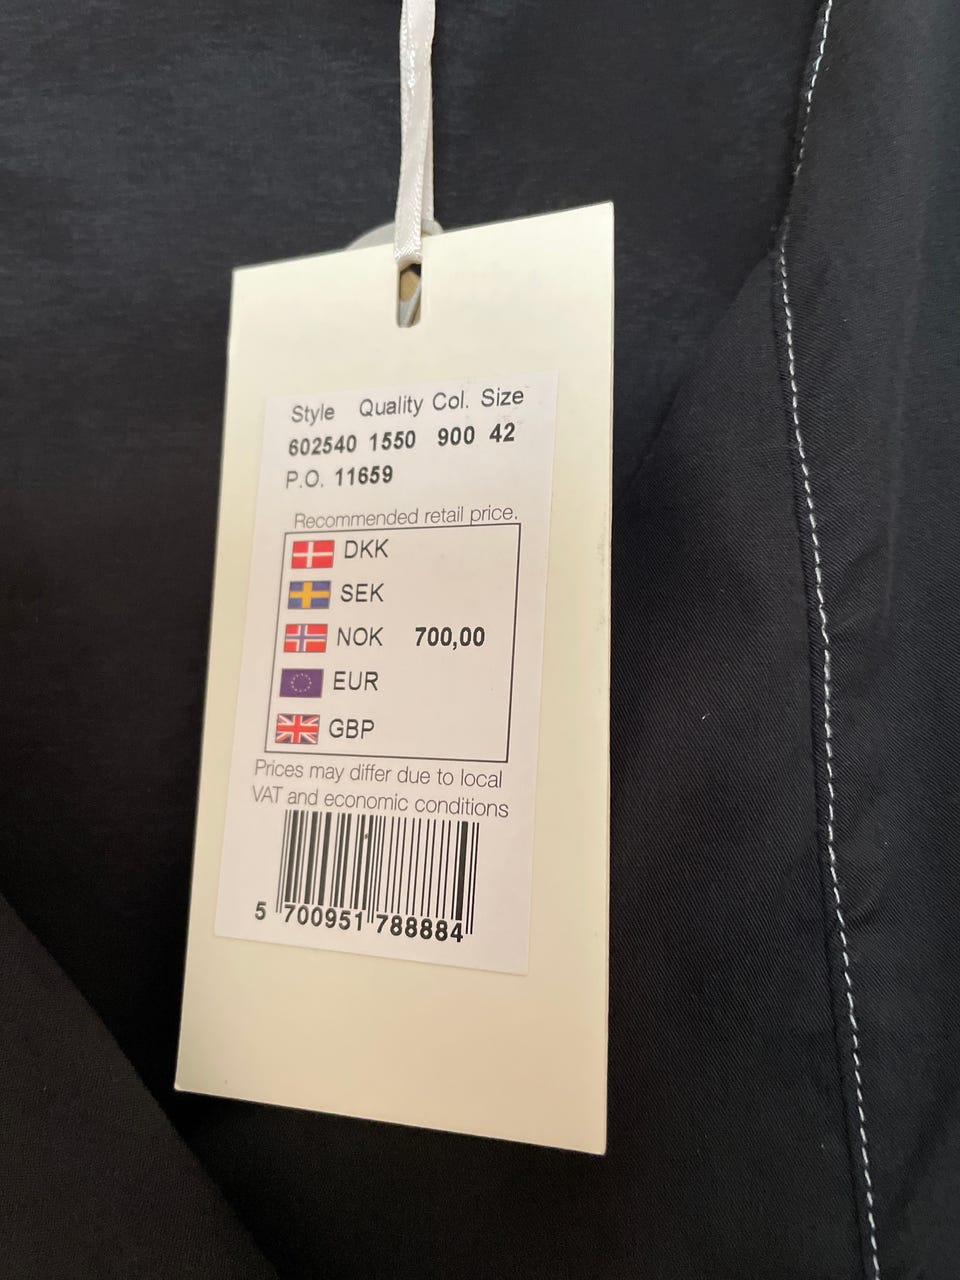 Style Quality Col. Size
602540 1550 900 42
P.O. 11659
Recommended retail price.
DKK
SEK
NOK 700,00
EUR
GBP
Prices may differ due to local
VAT and economic conditions
5 700951 788884